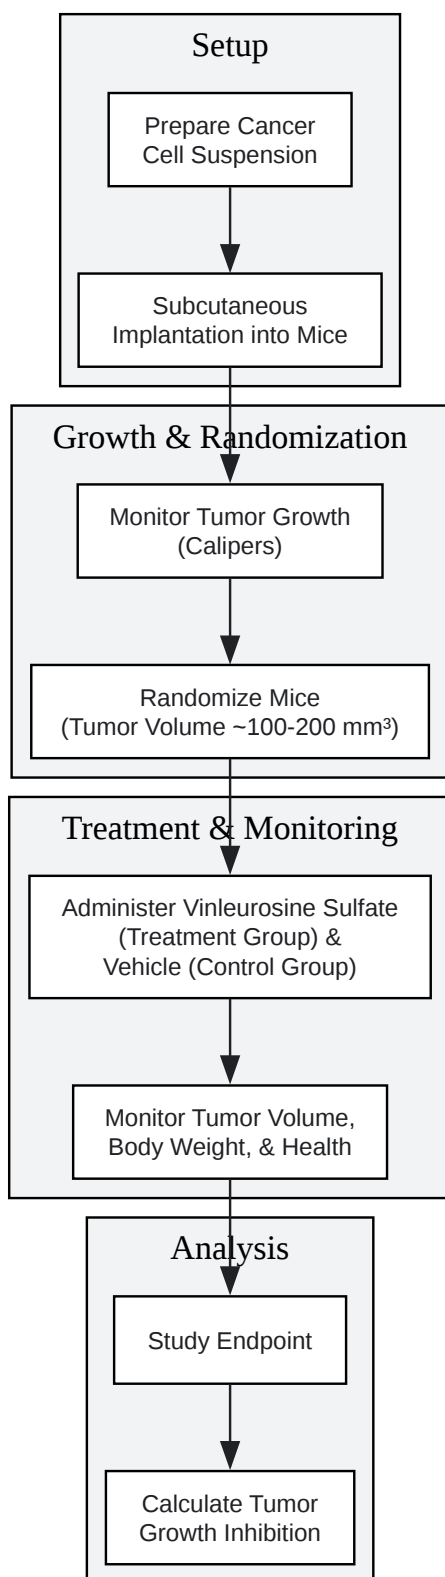 Setup
Prepare Cancer
Cell Suspension
Subcutaneous
Implantation into Mice
Growth & Randomization
Monitor Tumor Growth
(Calipers)
Randomize Mice
(Tumor Volume ~100-200 mm³)
Treatment & Monitoring
Administer Vinleurosine Sulfate
(Treatment Group) &
Vehicle (Control Group)
Monitor Tumor Volume,
Body Weight, & Health
Analysis
Study Endpoint
Calculate Tumor
Growth Inhibition